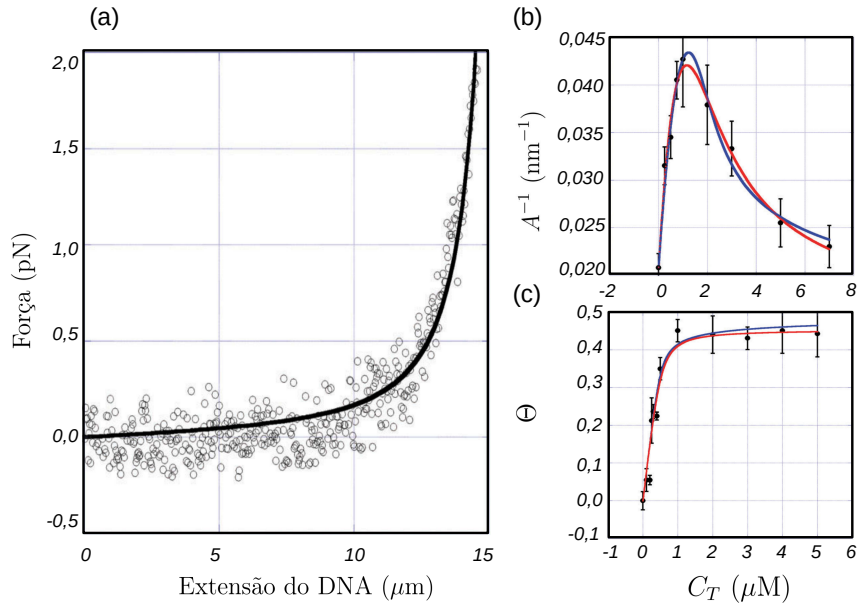 (a)
2,0
1,5
1,0
0,5
0,0
-0,5
0 5 10 15
Força (pN)
Extensão do DNA (μm)
(b)
0,045
0,040
0,035
0,030
0,025
0,020
-2 0 2 4 6 8
A⁻¹ (nm⁻¹)
(c)
0,5
0,4
0,3
0,2
0,1
0,0
-0,1
-1 0 1 2 3 4 5 6
Θ
C_T (μM)